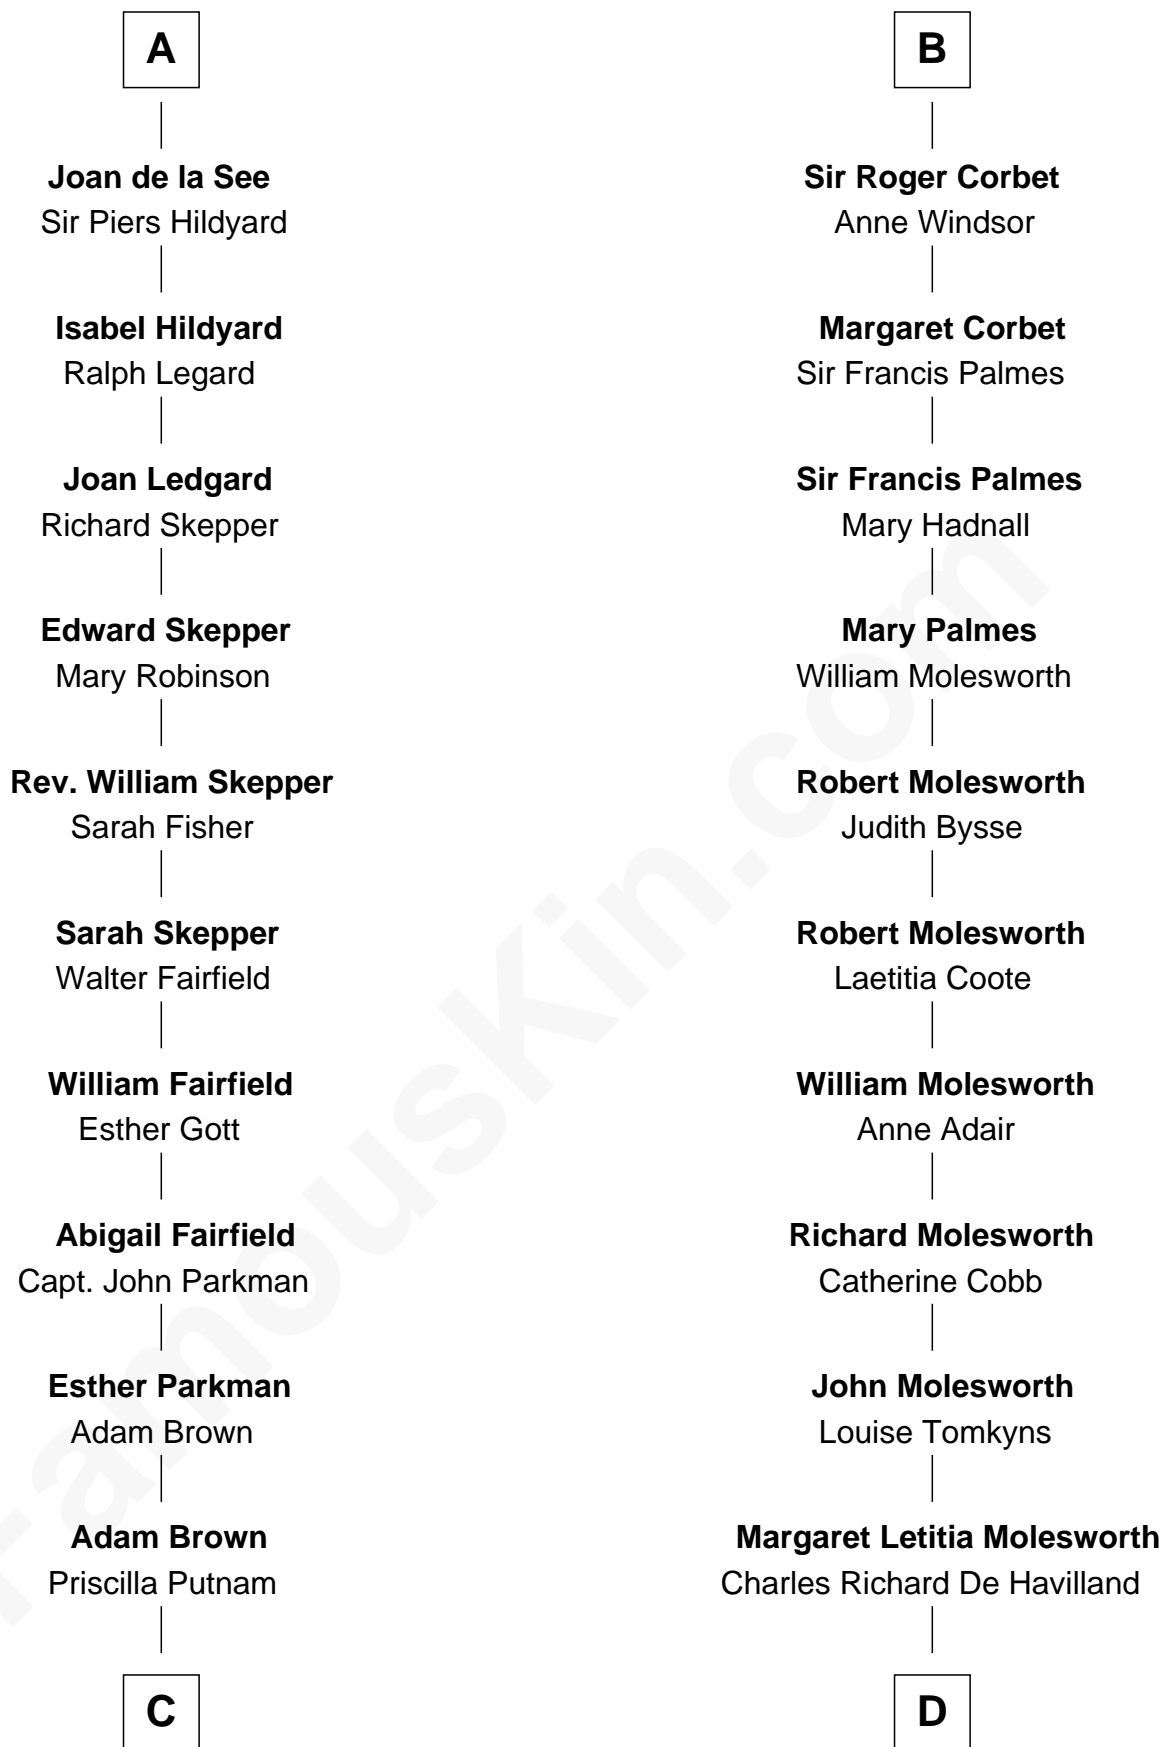 A
Joan de la See
Sir Piers Hildyard
Isabel Hildyard
Ralph Legard
Joan Ledgard
Richard Skepper
Edward Skepper
Mary Robinson
Rev. William Skepper
Sarah Fisher
Sarah Skepper
Walter Fairfield
William Fairfield
Esther Gott
Abigail Fairfield
Capt. John Parkman
Esther Parkman
Adam Brown
Adam Brown
Priscilla Putnam
C
B
Sir Roger Corbet
Anne Windsor
Margaret Corbet
Sir Francis Palmes
Sir Francis Palmes
Mary Hadnall
Mary Palmes
William Molesworth
Robert Molesworth
Judith Bysse
Robert Molesworth
Laetitia Coote
William Molesworth
Anne Adair
Richard Molesworth
Catherine Cobb
John Molesworth
Louise Tomkyns
Margaret Letitia Molesworth
Charles Richard De Havilland
D
FamousKin.com